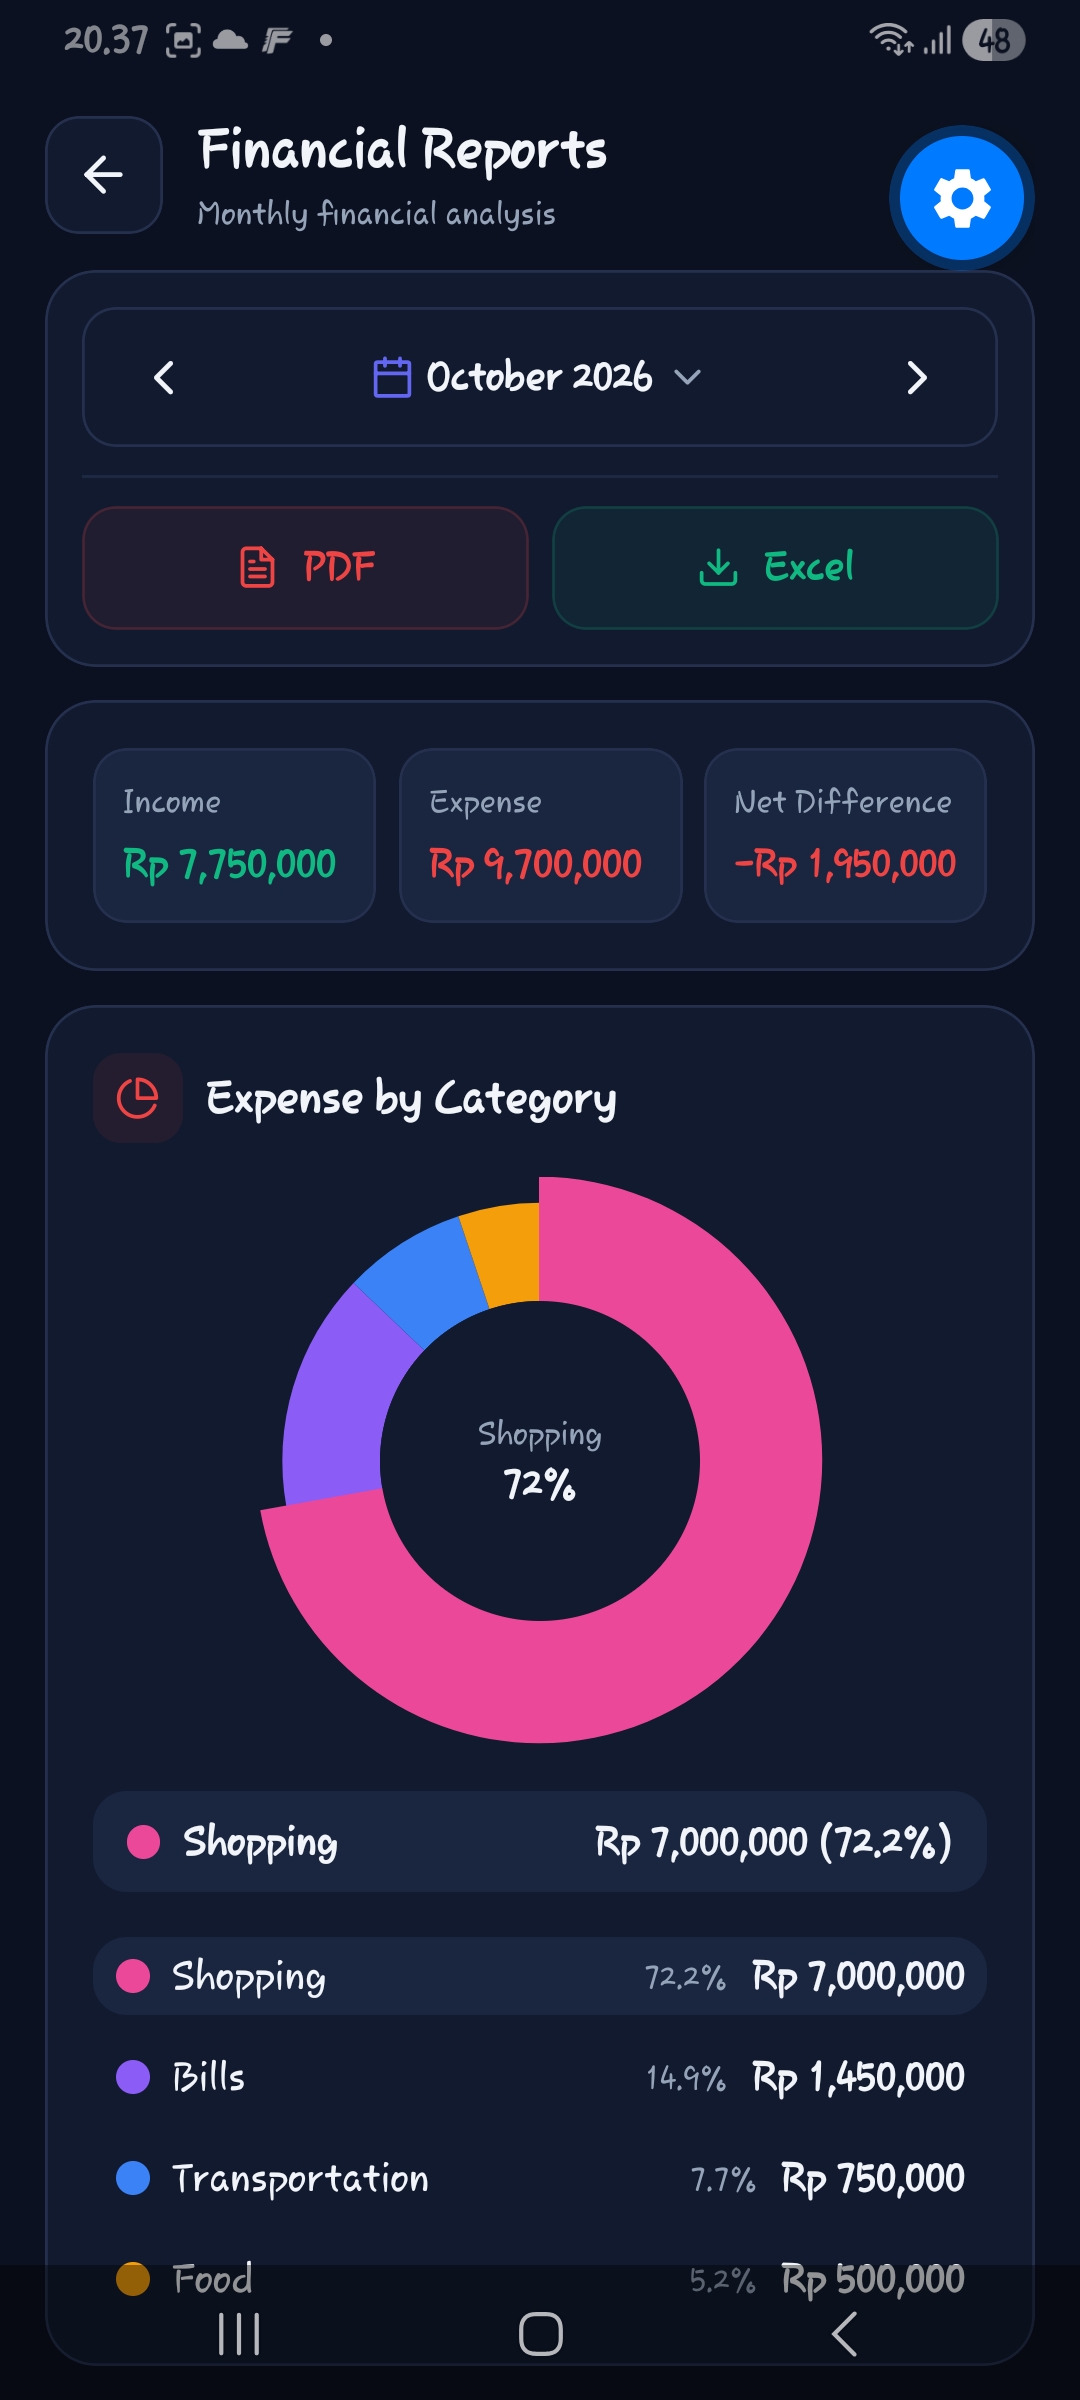 20.37
48
Financial Reports
Monthly financial analysis
October 2026
PDF
Excel
Income
Rp 7,750,000
Expense
Rp 9,700,000
Net Difference
-Rp 1,950,000
Expense by Category
Shopping
72%
Shopping Rp 7,000,000 (72.2%)
Shopping 72.2% Rp 7,000,000
Bills 14.9% Rp 1,450,000
Transportation 7.7% Rp 750,000
Food 5.2% Rp 500,000